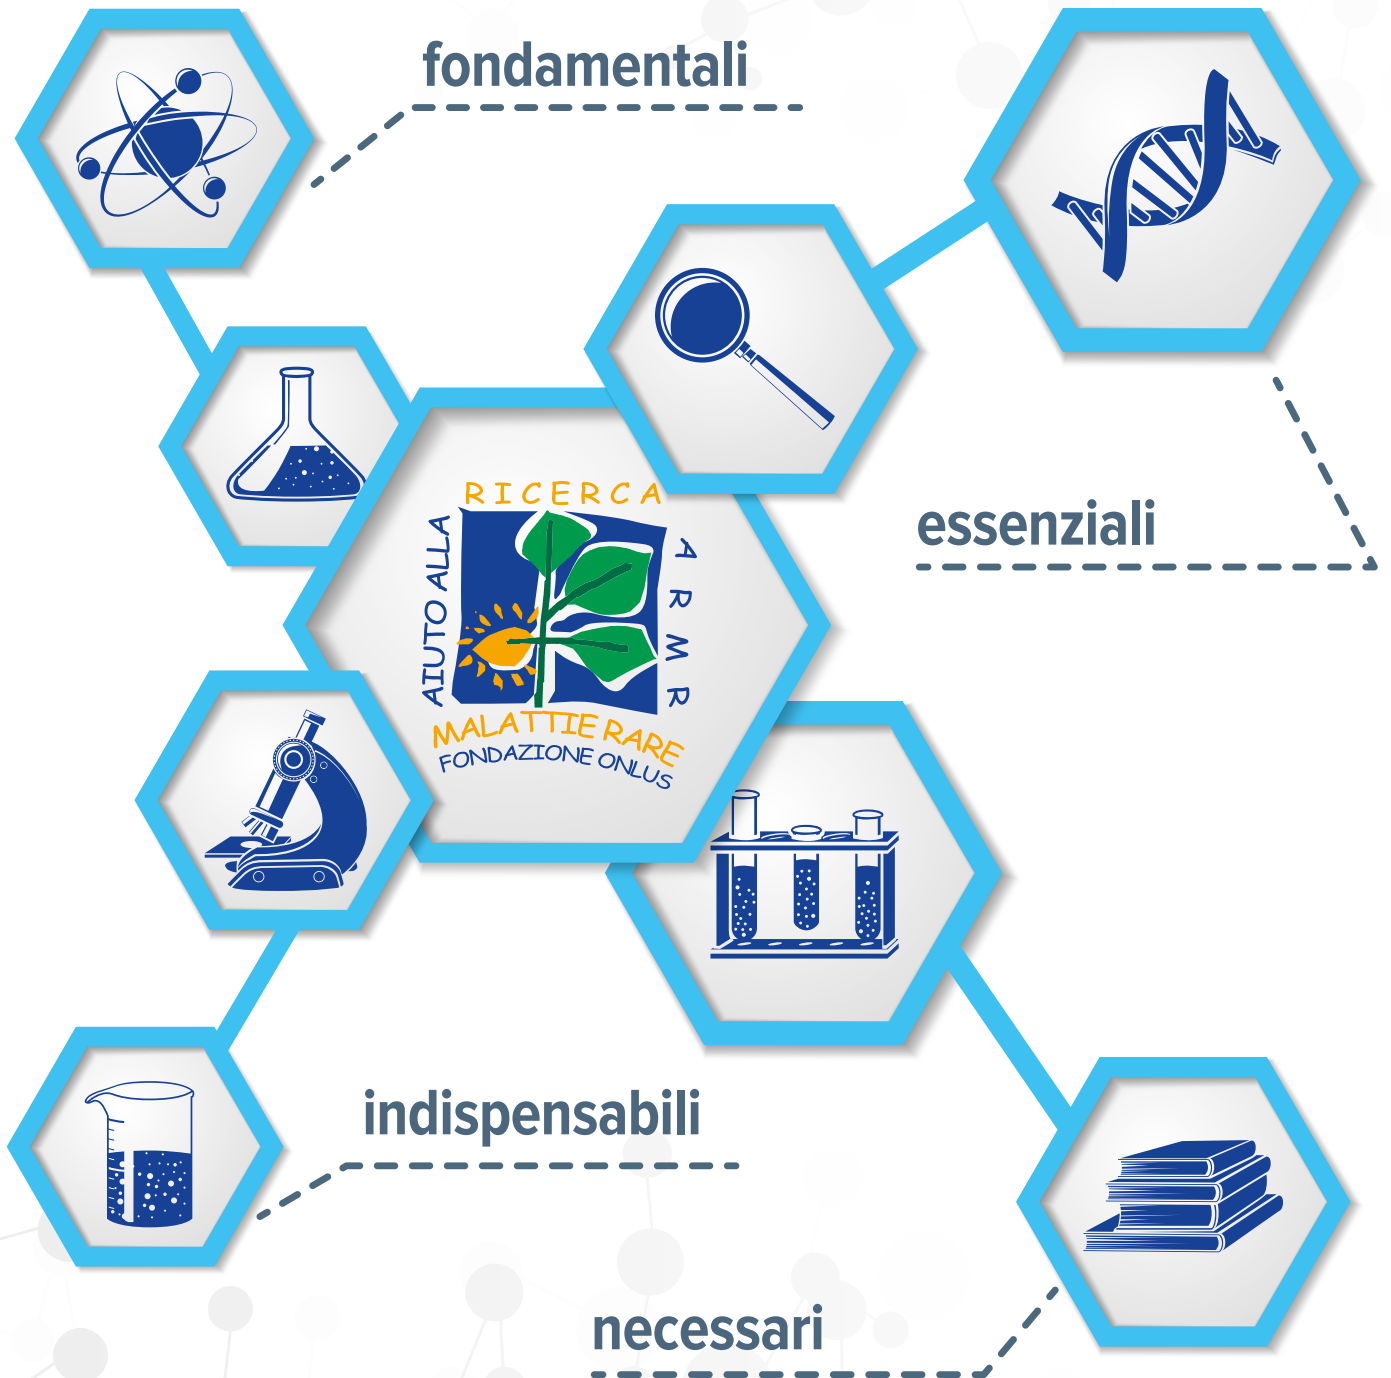 fondamentali
essenziali
RICERCA
AIUTO ALLA
ARMR
MALATTIE RARE
FONDAZIONE ONLUS
indispensabili
necessari